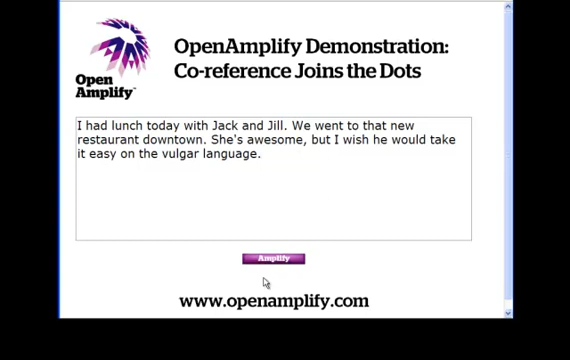 Open
Amplify™
OpenAmplify Demonstration:
Co-reference Joins the Dots
I had lunch today with Jack and Jill. We went to that new
restaurant downtown. She's awesome, but I wish he would take
it easy on the vulgar language.
Amplify
www.openamplify.com